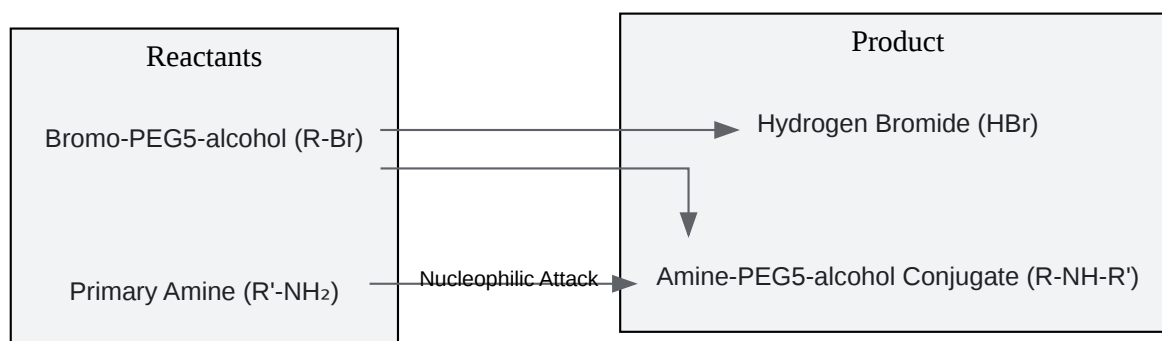 Reactants
Bromo-PEG5-alcohol (R-Br)
Primary Amine (R'-NH₂)
Nucleophilic Attack
Product
Hydrogen Bromide (HBr)
Amine-PEG5-alcohol Conjugate (R-NH-R')